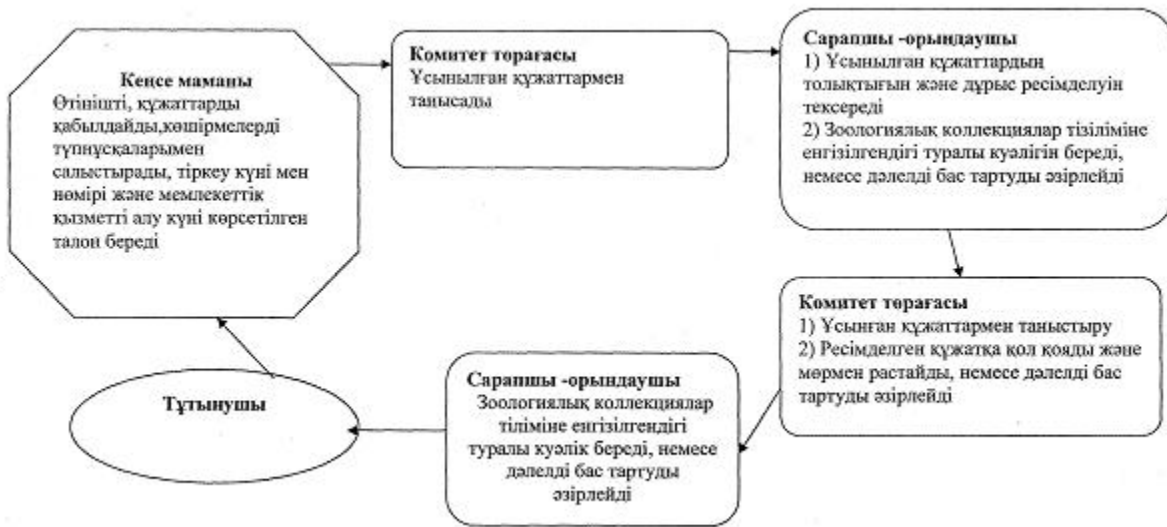 Кеңсе маманы
Өтінішті, құжаттарды
қабылдайды,көшірмелерді
түпнұсқаларымен
салыстырады, тіркеу күні мен
нөмірі және мемлекеттік
қызметті алу күні көрсетілген
талон береді
Комитет төрағасы
Ұсынылған құжаттармен
танысады
Сарапшы -орындаушы
1) Ұсынылған құжаттардың
толықтығын және дұрыс ресімделуін
тексереді
2) Зоологиялық коллекциялар тізіліміне
енгізілгендігі туралы куәлігін береді,
немесе дәлелді бас тартуды әзірлейді
Комитет төрағасы
1) Ұсынған құжаттармен таныстыру
2) Ресімделген құжатқа қол қояды және
мөрмен растайды, немесе дәлелді бас
тартуды әзірлейді
Сарапшы -орындаушы
Зоологиялық коллекциялар
тіліміне енгізілгендігі
туралы куәлік береді, немесе
дәлелді бас тартуды
әзірлейді
Тұтынушы